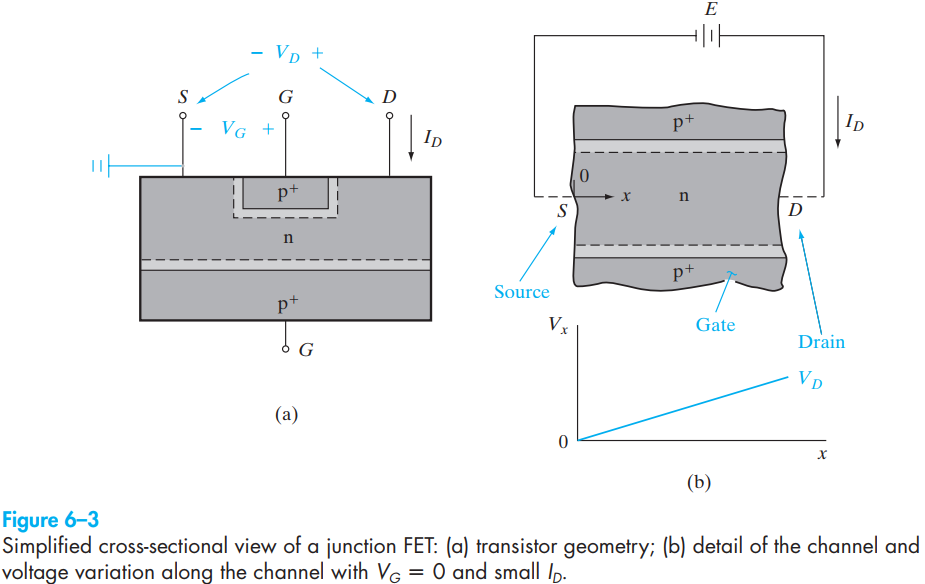 − V_D +
S G D
− V_G + I_D
p+
n
p+
G
(a)
E
p+ I_D
0
x n
S D
p+
Source
Gate
Drain
V_x
V_D
0
x
(b)
Figure 6–3
Simplified cross-sectional view of a junction FET: (a) transistor geometry; (b) detail of the channel and
voltage variation along the channel with V_G = 0 and small I_D.